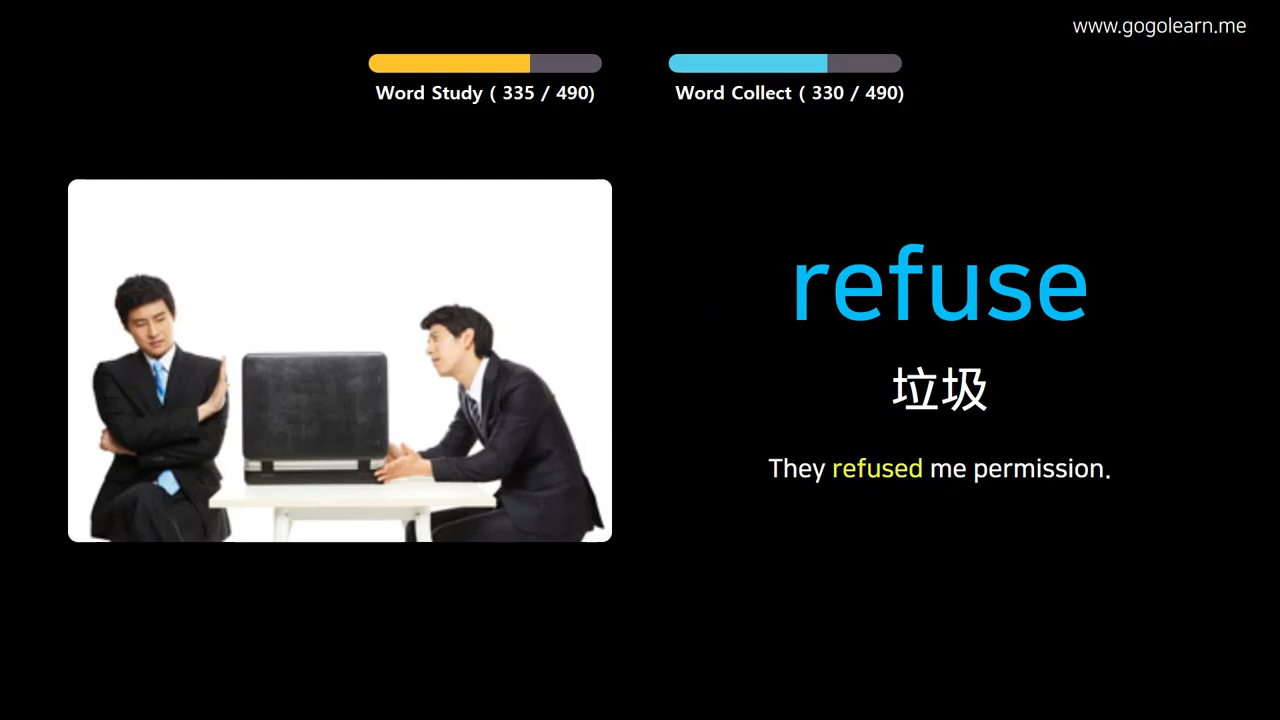 www.gogolearn.me
Word Study ( 335 / 490)
Word Collect ( 330 / 490)
refuse
垃圾
They refused me permission.